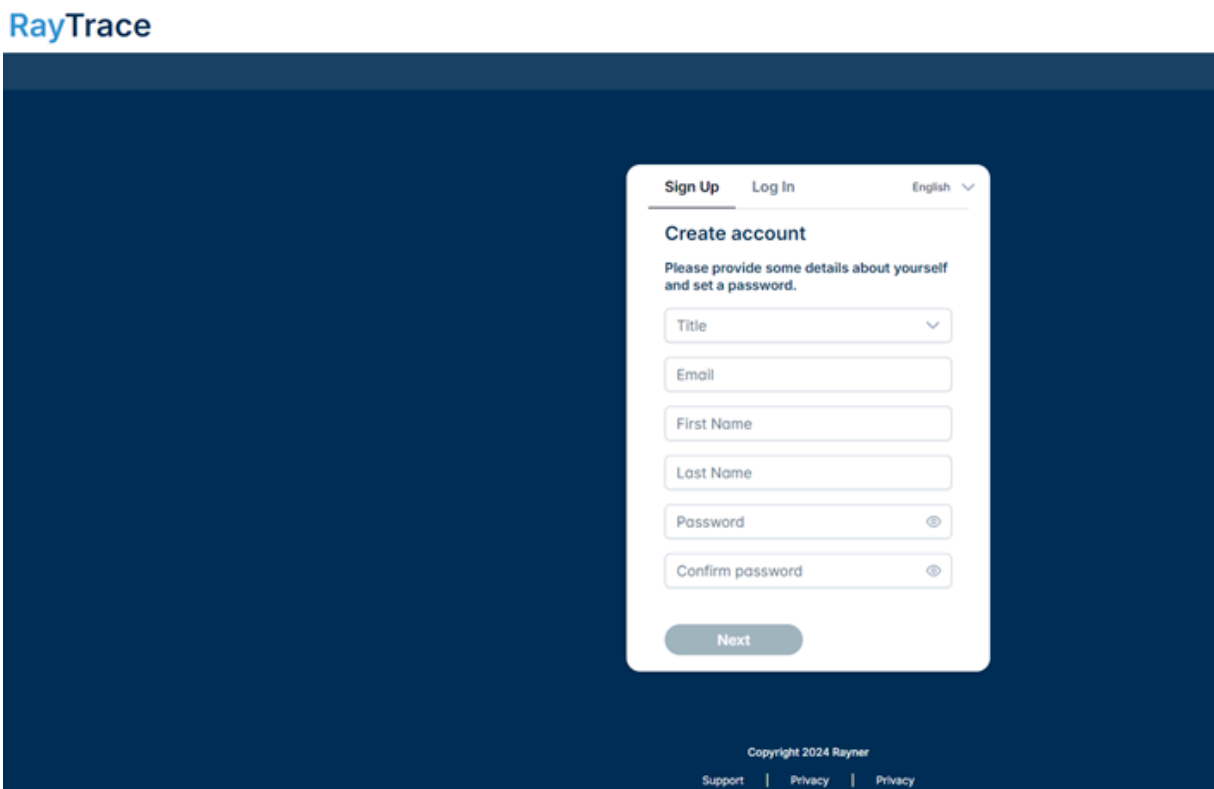 RayTrace
Sign Up Log In English
Create account
Please provide some details about yourself
and set a password.
Title
Email
First Name
Last Name
Password
Confirm password
Next
Copyright 2024 Rayner
Support | Privacy | Privacy